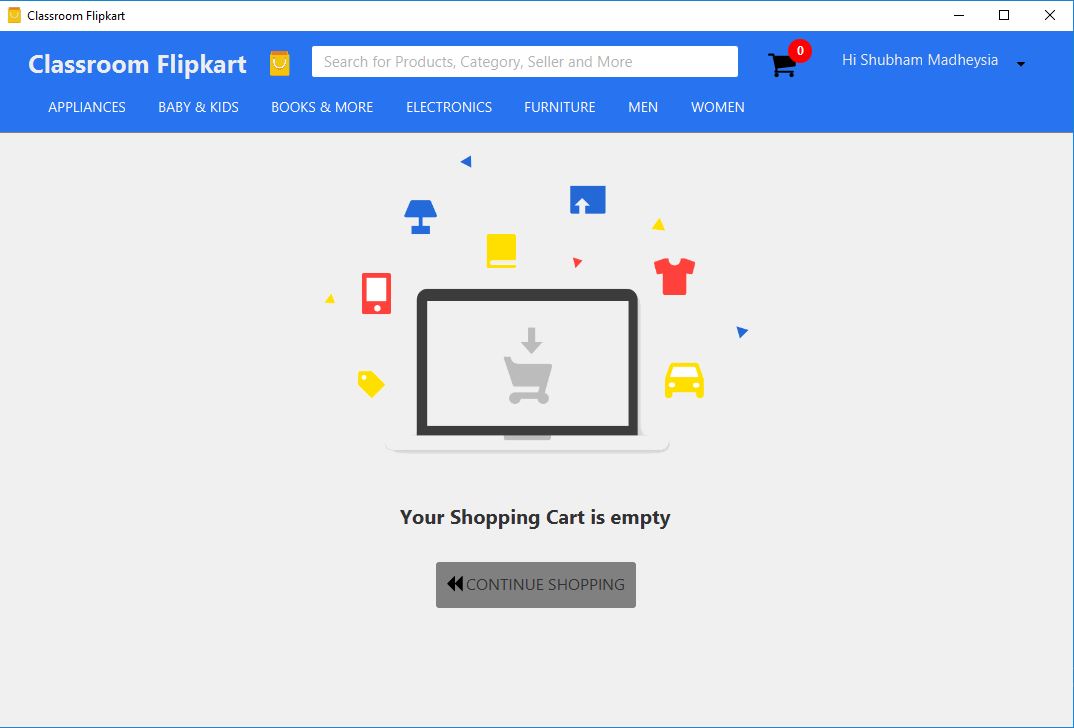 Classroom Flipkart
Classroom Flipkart
Search for Products, Category, Seller and More
0
Hi Shubham Madheysia
APPLIANCES BABY & KIDS BOOKS & MORE ELECTRONICS FURNITURE MEN WOMEN
Your Shopping Cart is empty
CONTINUE SHOPPING